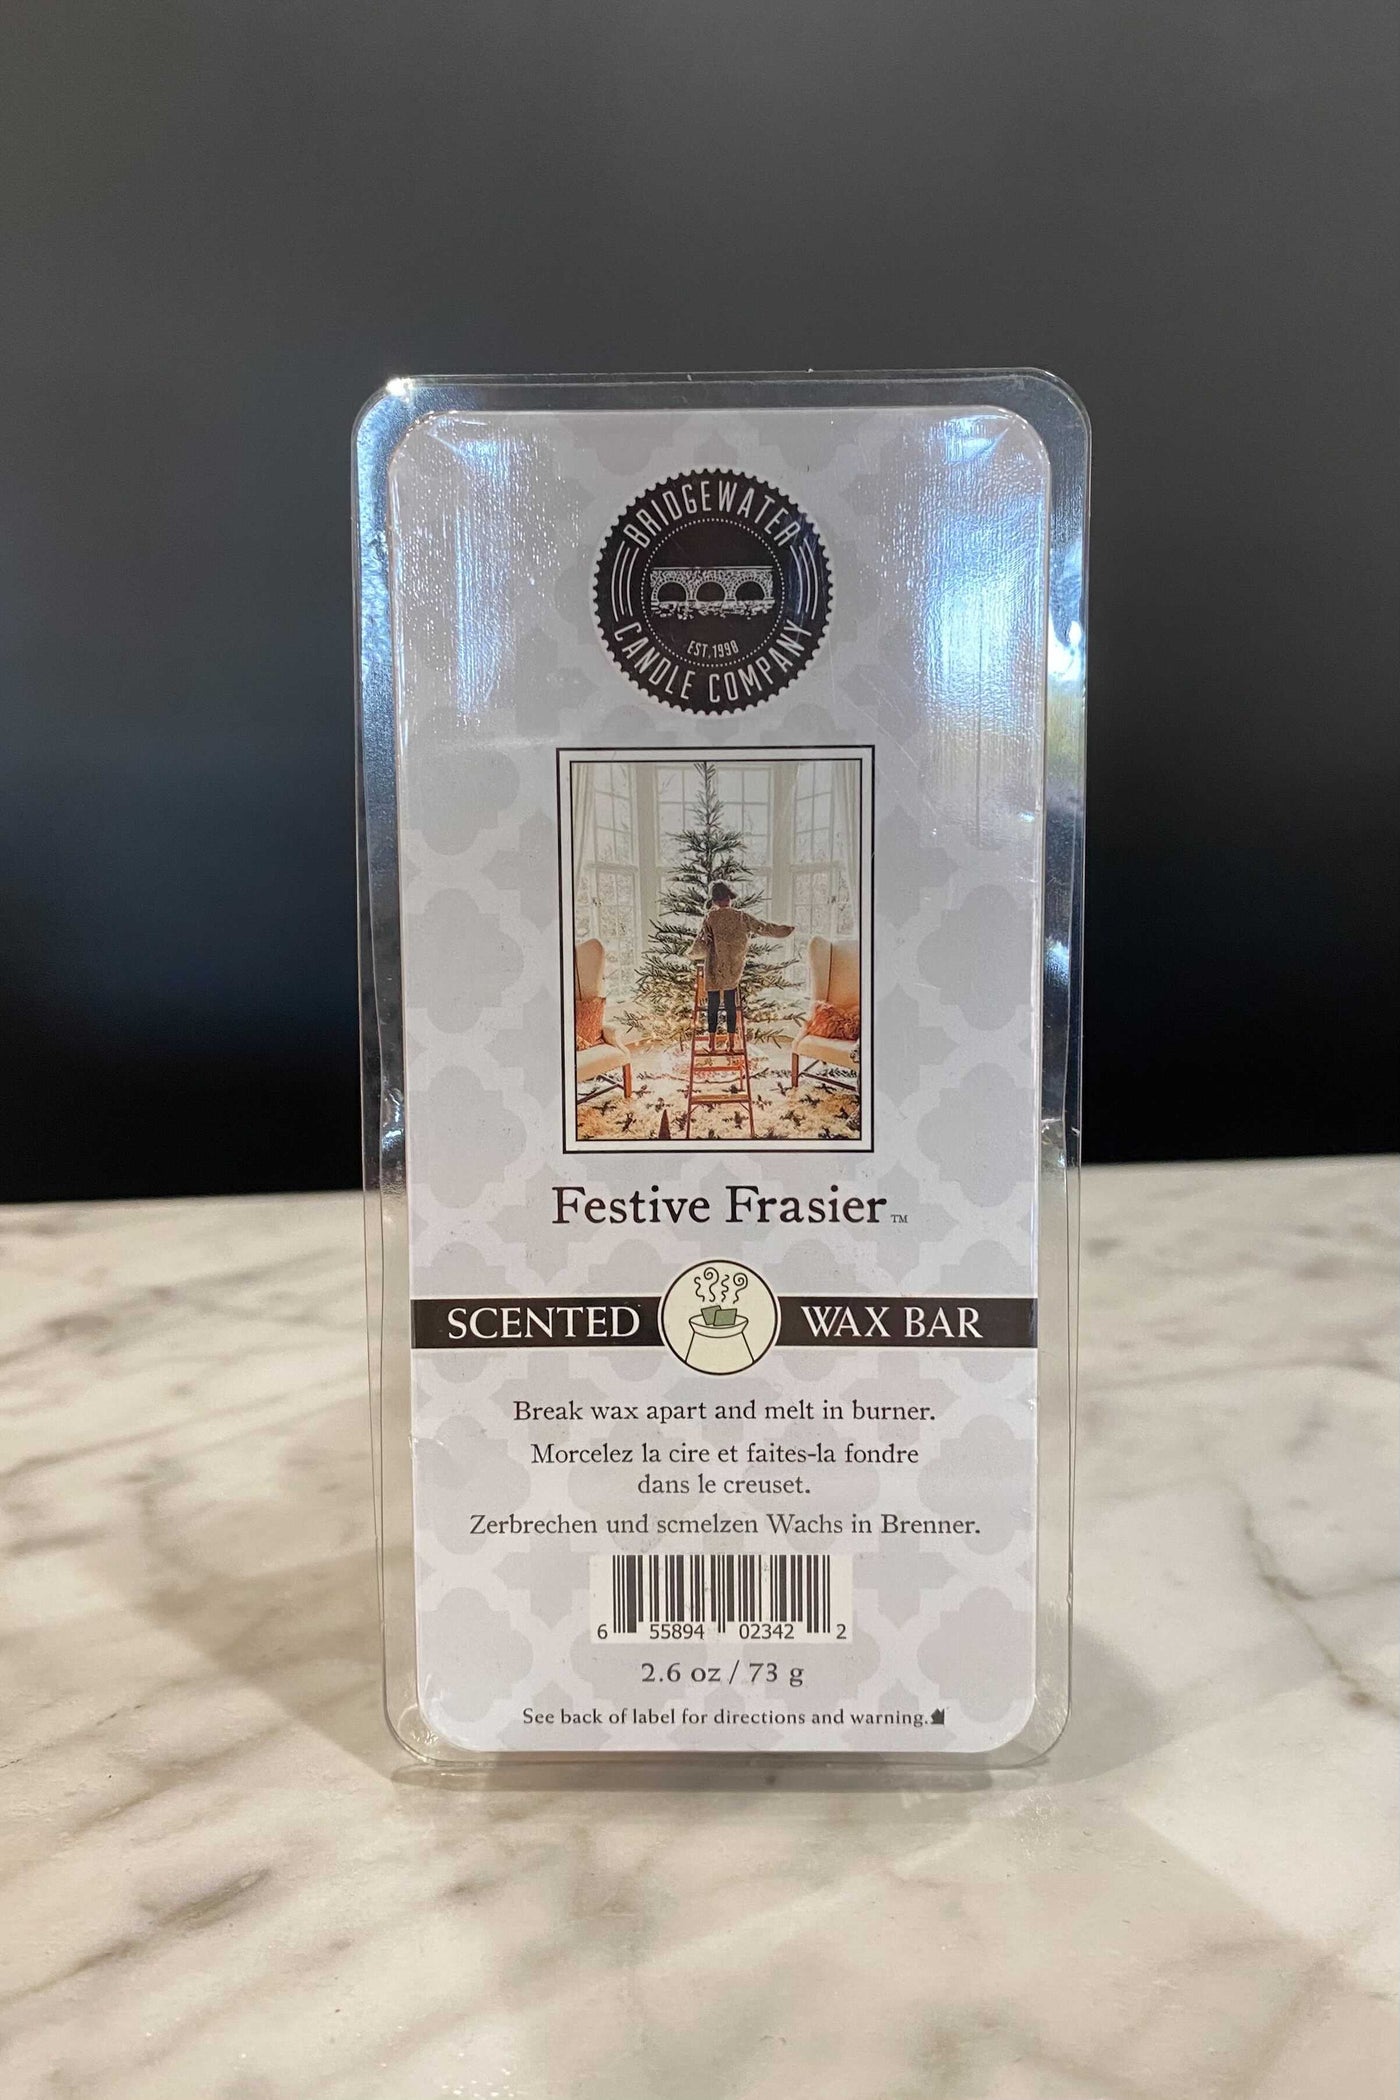 BRIDGEWATER
EST. 1998
CANDLE COMPANY
Festive Frasier™
SCENTED WAX BAR
Break wax apart and melt in burner.
Morcelez la cire et faites-la fondre
dans le creuset.
Zerbrechen und scmelzen Wachs in Brenner.
6 55894 02342 2
2.6 oz / 73 g
See back of label for directions and warning.